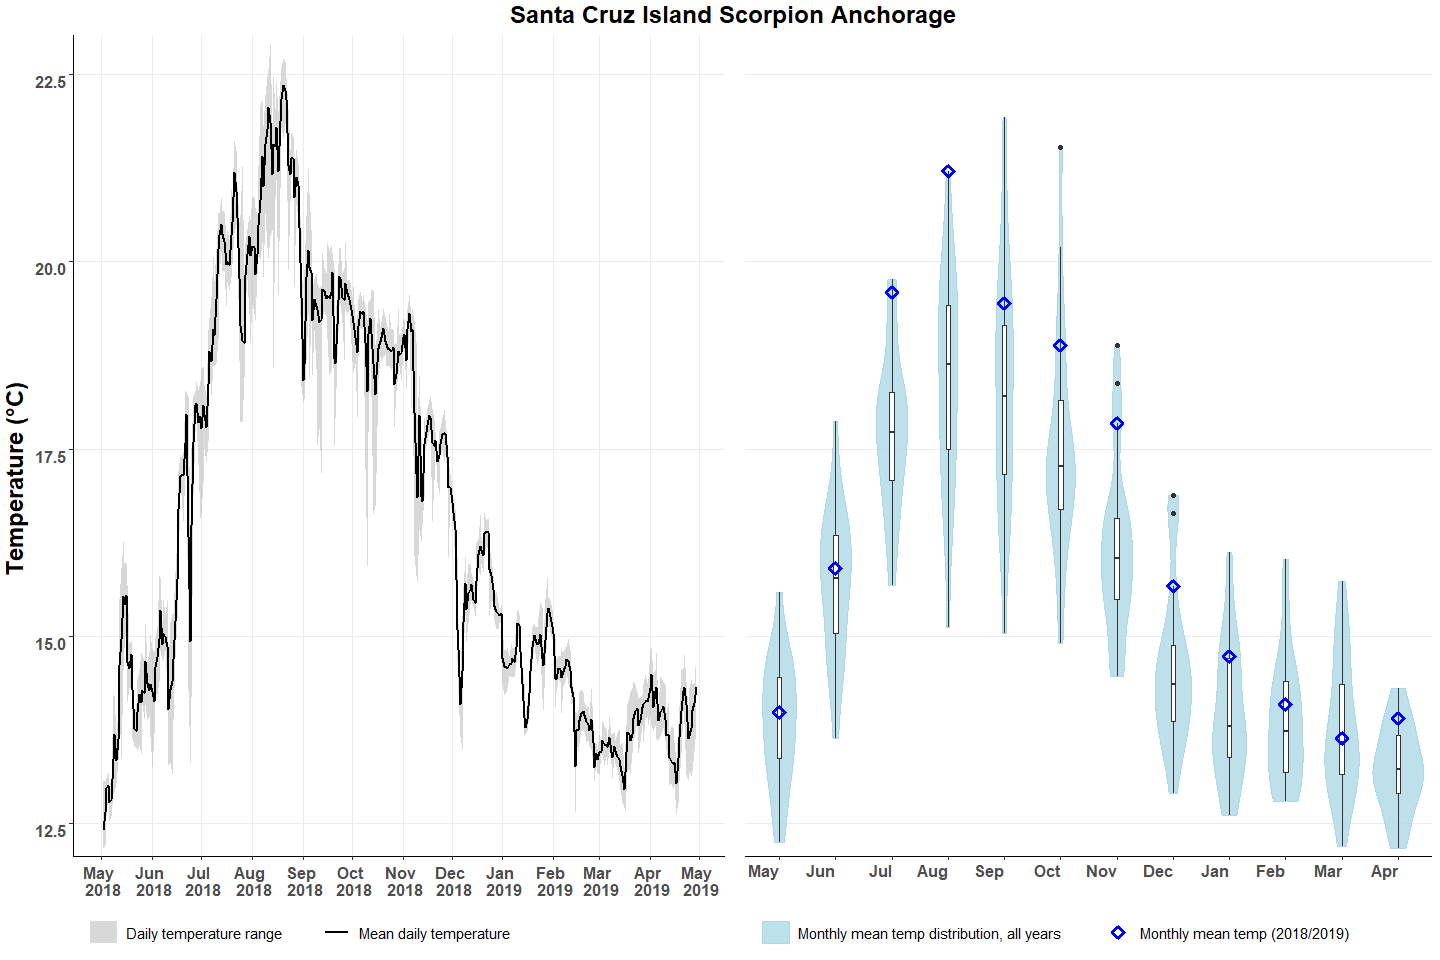 Santa Cruz Island Scorpion Anchorage
Temperature (°C)
22.5
20.0
17.5
15.0
12.5
May Jun Jul Aug Sep Oct Nov Dec Jan Feb Mar Apr May
2018 2018 2018 2018 2018 2018 2018 2018 2019 2019 2019 2019 2019
May Jun Jul Aug Sep Oct Nov Dec Jan Feb Mar Apr
Daily temperature range Mean daily temperature
Monthly mean temp distribution, all years Monthly mean temp (2018/2019)